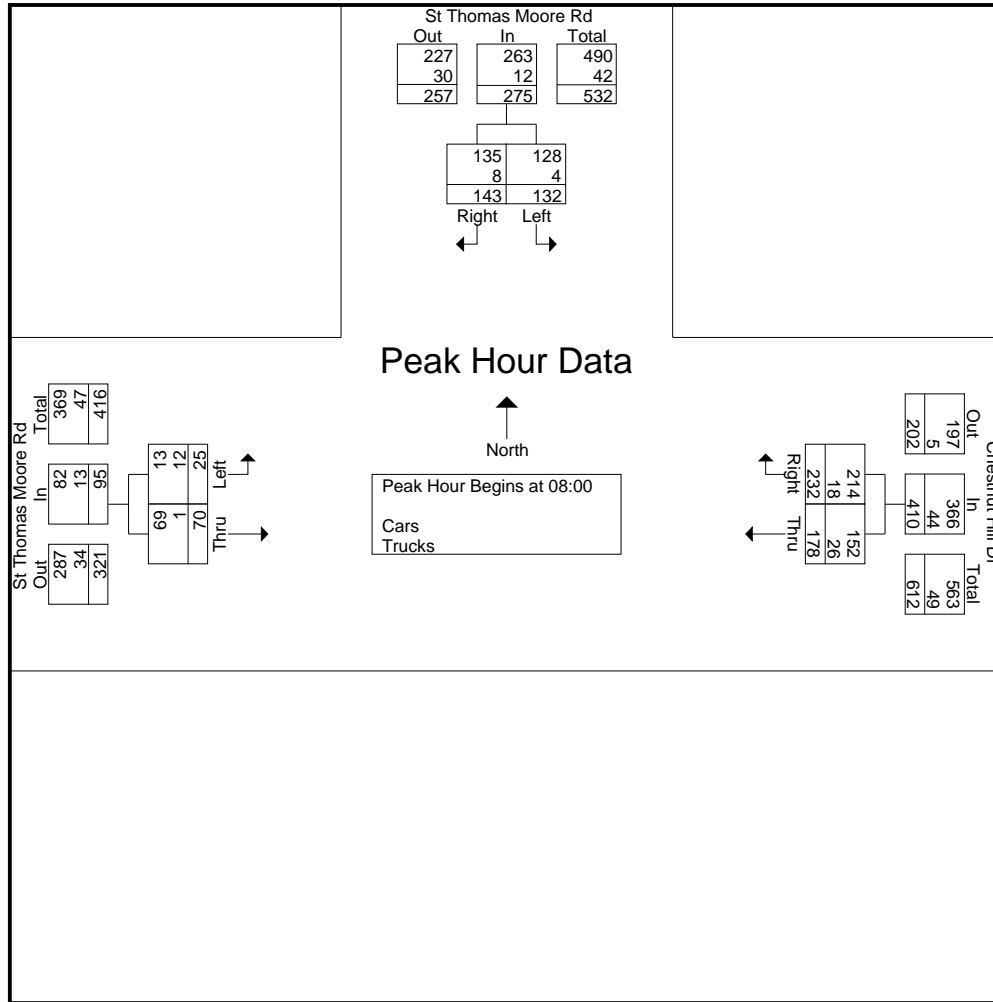 St Thomas Moore Rd
Out In Total
227 263 490
30 12 42
257 275 532
135 128
8 4
143 132
Right Left
Peak Hour Data
North
Peak Hour Begins at 08:00
Cars
Trucks
St Thomas Moore Rd
Total In Out
369 82 287
47 13 34
416 95 321
13 69
12 1
25 70
Left Thru
Chestnut Hill Dr
Out In Total
197 366 563
5 44 49
202 410 612
214 152
18 26
232 178
Right Thru